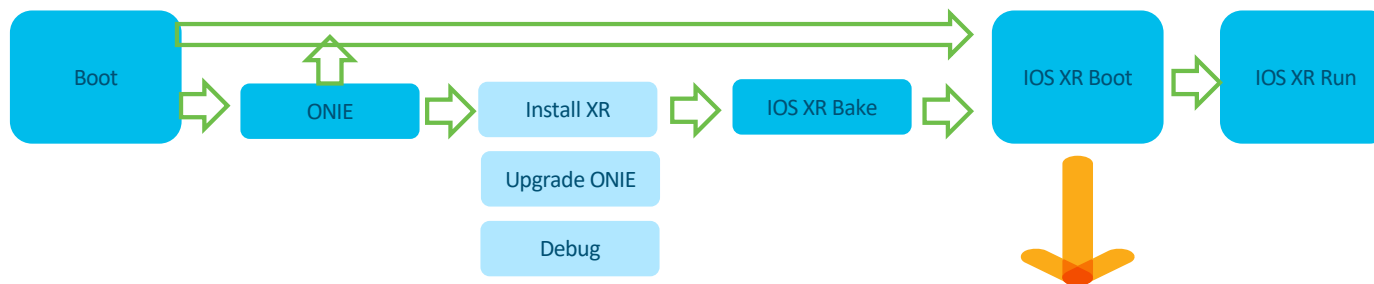 Boot
ONIE
Install XR
Upgrade ONIE
Debug
IOS XR Bake
IOS XR Boot
IOS XR Run